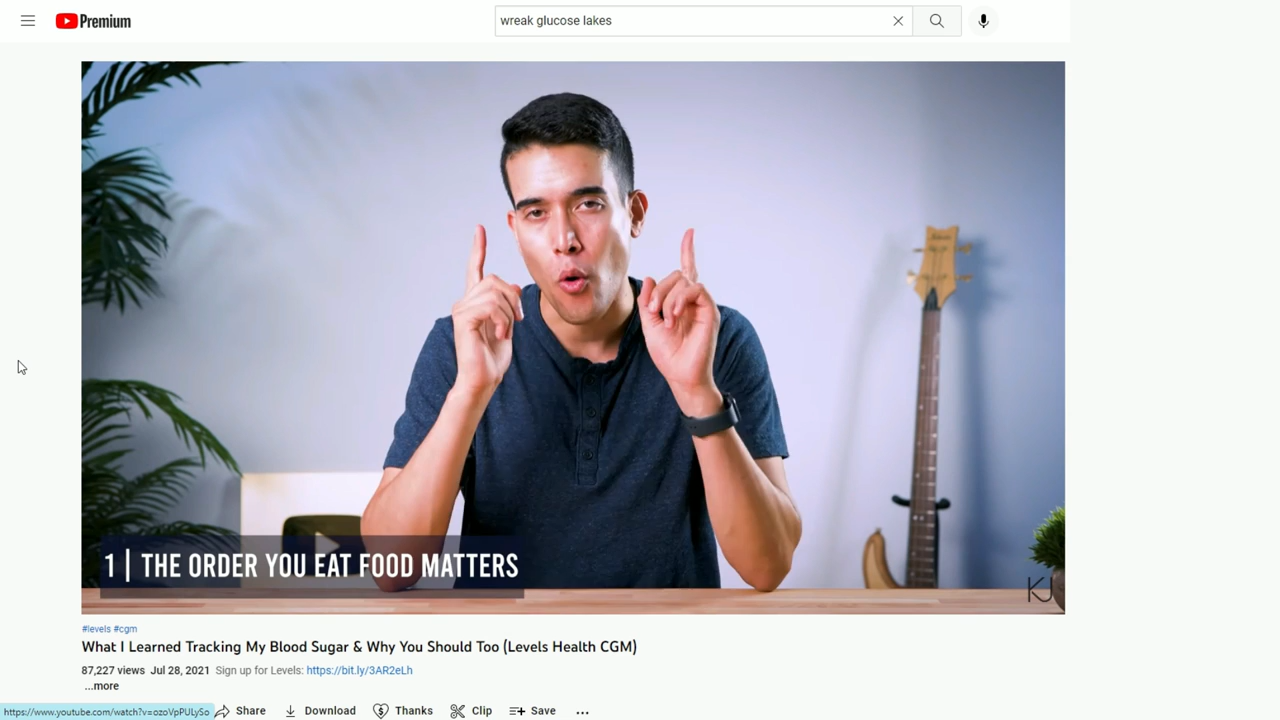 Premium
wreak glucose lakes
1 | THE ORDER YOU EAT FOOD MATTERS
KJ
#levels #cgm
What I Learned Tracking My Blood Sugar & Why You Should Too (Levels Health CGM)
87,227 views Jul 28, 2021 Sign up for Levels: https://bit.ly/3AR2eLh
...more
https://www.youtube.com/watch?v=ozoVpPULySo Share Download Thanks Clip Save ...